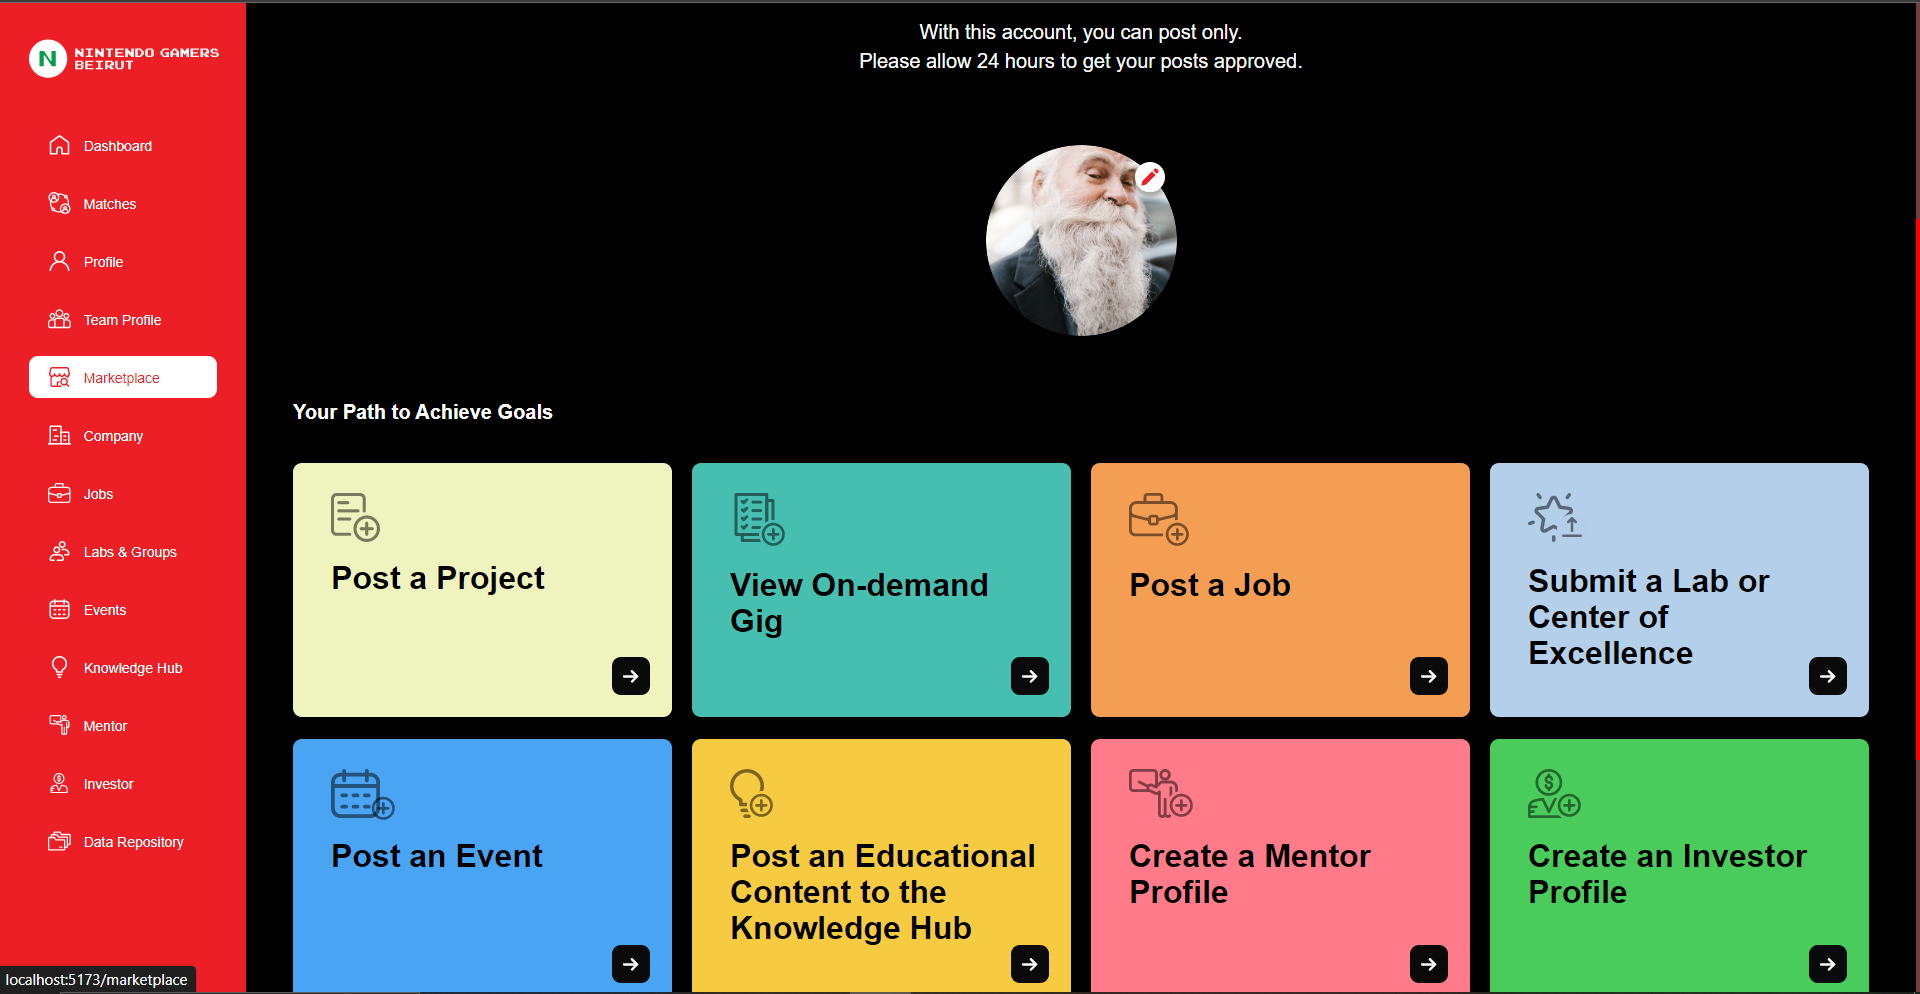 With this account, you can post only.
Please allow 24 hours to get your posts approved.
N
NINTENDO GAMERS
BEIRUT
Dashboard
Matches
Profile
Team Profile
Marketplace
Company
Jobs
Labs & Groups
Events
Knowledge Hub
Mentor
Investor
Data Repository
Your Path to Achieve Goals
Post a Project
View On-demand
Gig
Post a Job
Submit a Lab or
Center of
Excellence
Post an Event
Post an Educational
Content to the
Knowledge Hub
Create a Mentor
Profile
$
Create an Investor
Profile
localhost:5173/marketplace